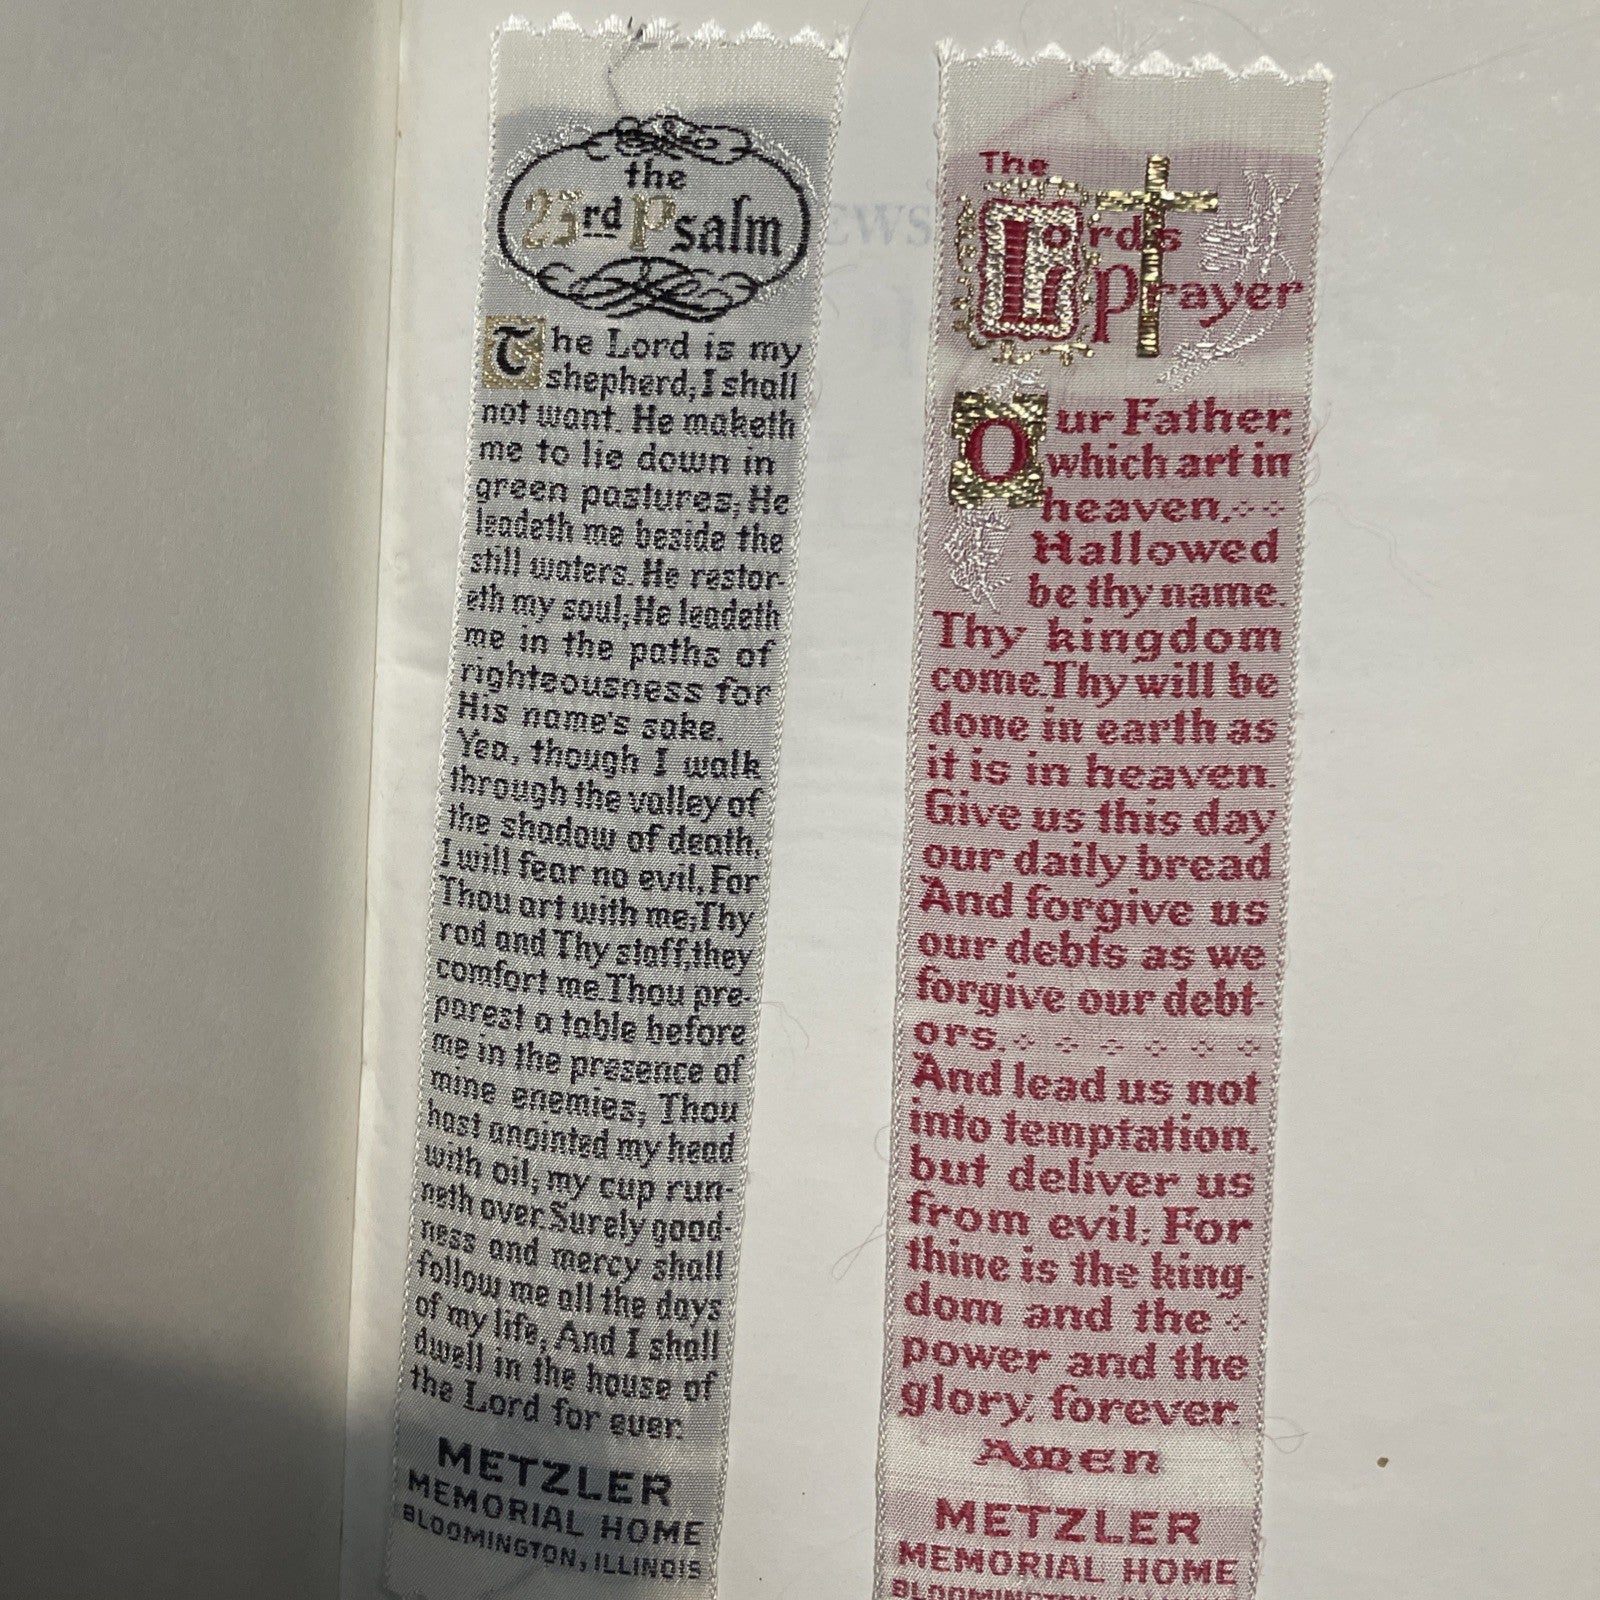 the
23rd Psalm
The Lord is my
shepherd; I shall
not want. He maketh
me to lie down in
green pastures; He
leadeth me beside the
still waters. He restor-
eth my soul; He leadeth
me in the paths of
righteousness for
His name's sake.
Yea, though I walk
through the valley of
the shadow of death,
I will fear no evil, For
Thou art with me; Thy
rod and Thy staff, they
comfort me. Thou pre-
parest a table before
me in the presence of
mine enemies; Thou
hast anointed my head
with oil; my cup run-
neth over. Surely good-
ness and mercy shall
follow me all the days
of my life; And I shall
dwell in the house of
the Lord for ever.
METZLER
MEMORIAL HOME
BLOOMINGTON, ILLINOIS
The
Lord's
Prayer
Our Father,
which art in
heaven.
Hallowed
be thy name.
Thy kingdom
come. Thy will be
done in earth as
it is in heaven.
Give us this day
our daily bread
And forgive us
our debts as we
forgive our debt-
ors.
And lead us not
into temptation,
but deliver us
from evil; For
thine is the king-
dom and the
power and the
glory, forever.
AMEN
METZLER
MEMORIAL HOME
BLOOMINGTON,
EWS